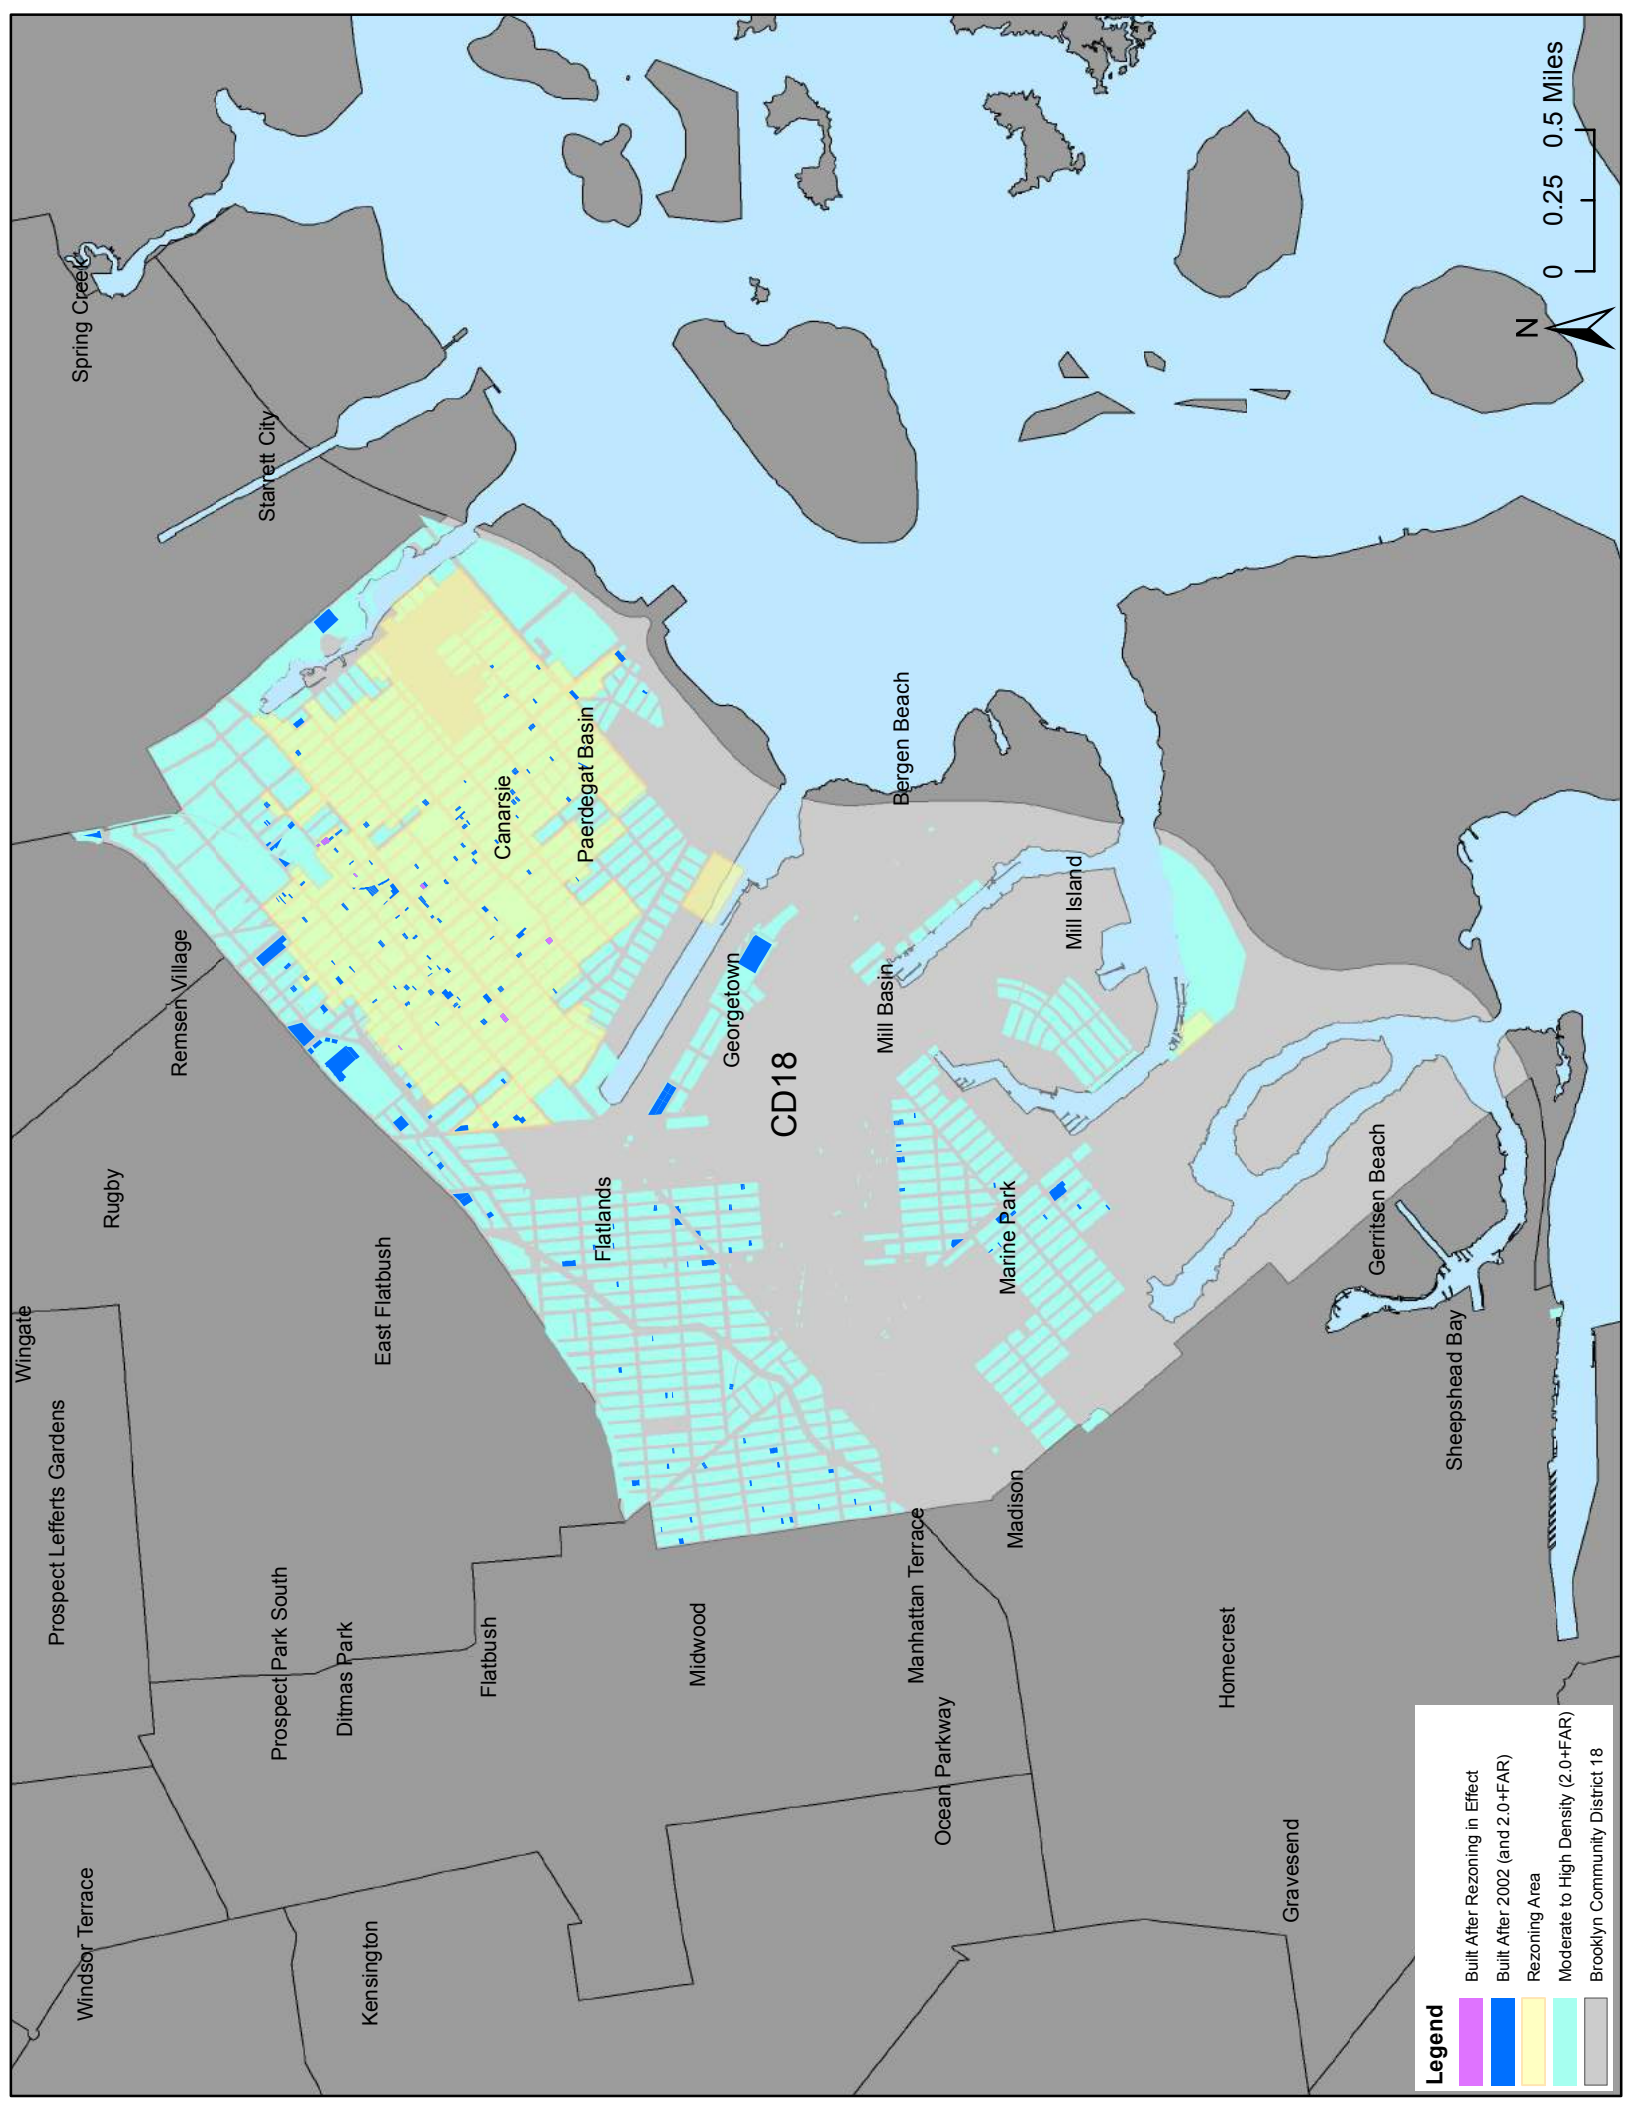 Spring Creek
Starrett City
Remsen Village
Rugby
Wingate
Prospect Lefferts Gardens
East Flatbush
Prospect Park South
Ditmas Park
Windsor Terrace
Kensington
Flatbush
Midwood
Canarsie
Paerdegat Basin
Flatlands
Georgetown
CD18
Bergen Beach
Mill Basin
Mill Island
Marine Park
Madison
Manhattan Terrace
Ocean Parkway
Homecrest
Gravesend
Gerritsen Beach
Sheepshead Bay
N
0 0.25 0.5 Miles
Legend
Built After Rezoning in Effect
Built After 2002 (and 2.0+FAR)
Rezoning Area
Moderate to High Density (2.0+FAR)
Brooklyn Community District 18